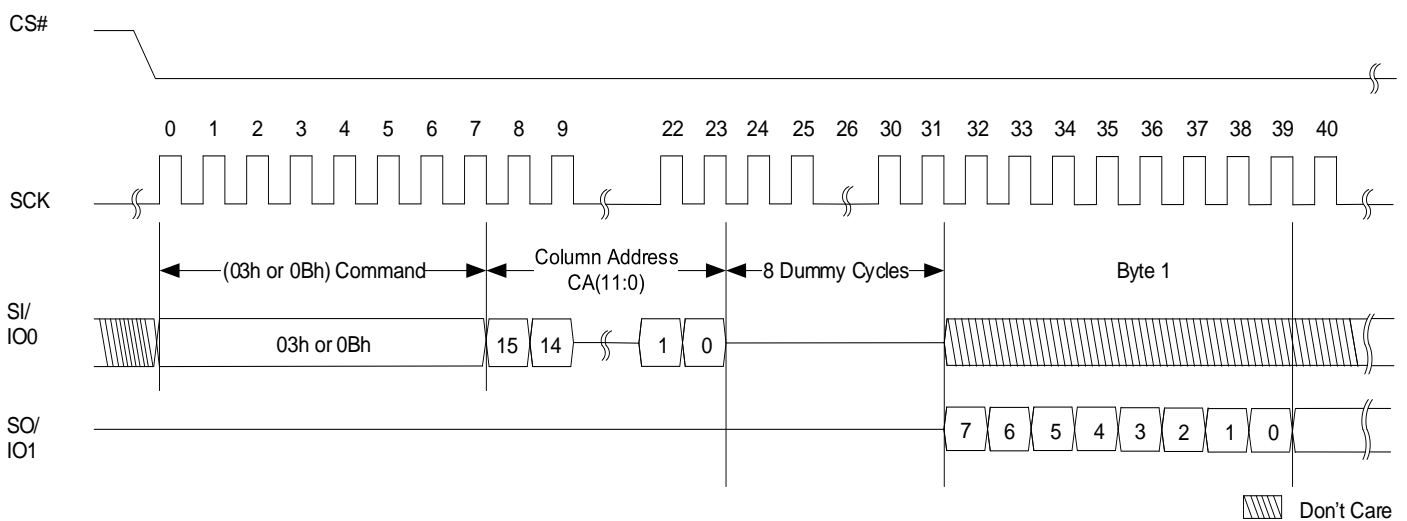 CS#
0 1 2 3 4 5 6 7 8 9 22 23 24 25 26 30 31 32 33 34 35 36 37 38 39 40
SCK
(03h or 0Bh) Command
Column Address
CA(11:0)
8 Dummy Cycles
Byte 1
SI/
IO0
03h or 0Bh
15 14 1 0
SO/
IO1
7 6 5 4 3 2 1 0
Don't Care